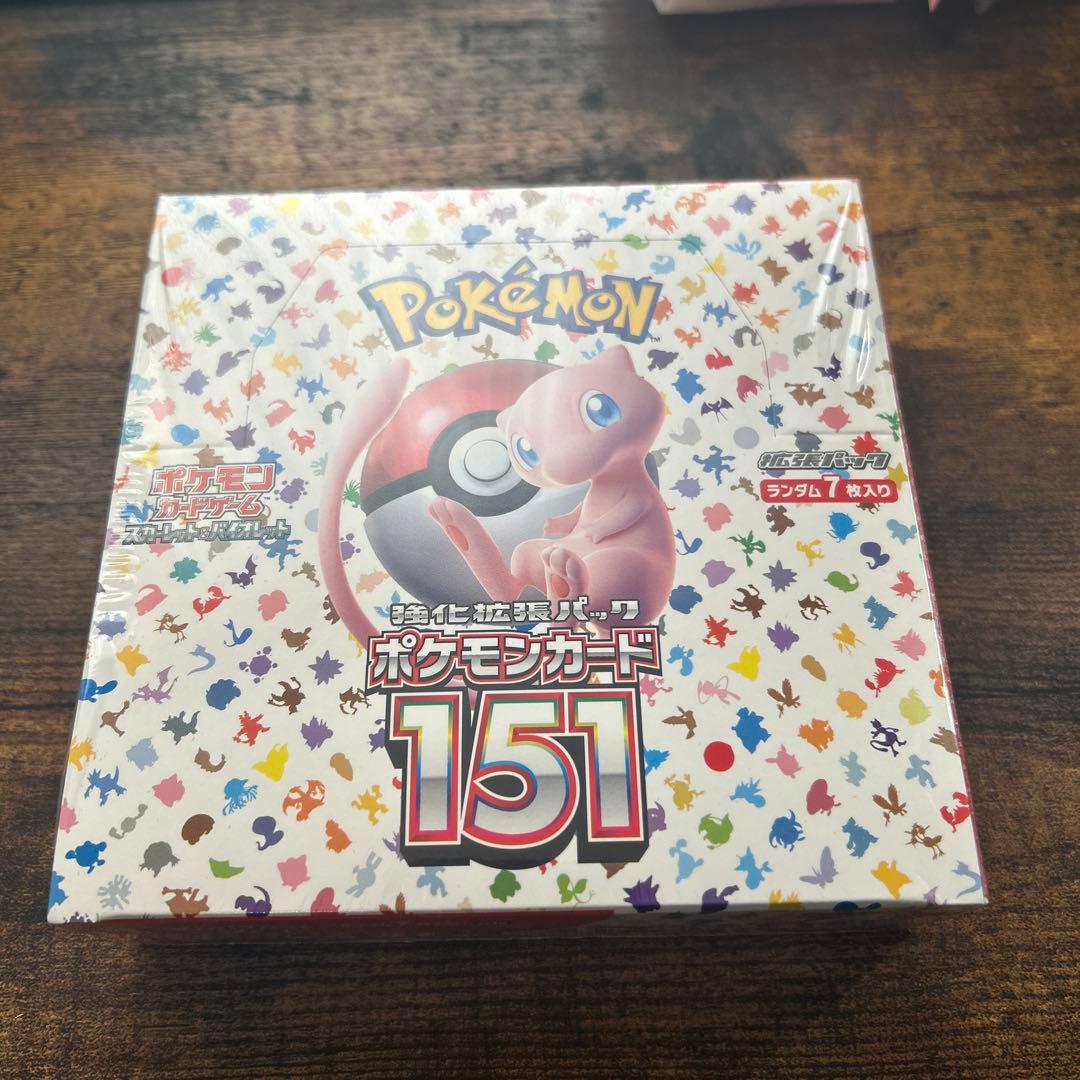 POKéMON
TM
ポケモン
カードゲーム
スカーレット&バイオレット
拡張パック
ランダム7枚入り
強化拡張パック
ポケモンカード
151